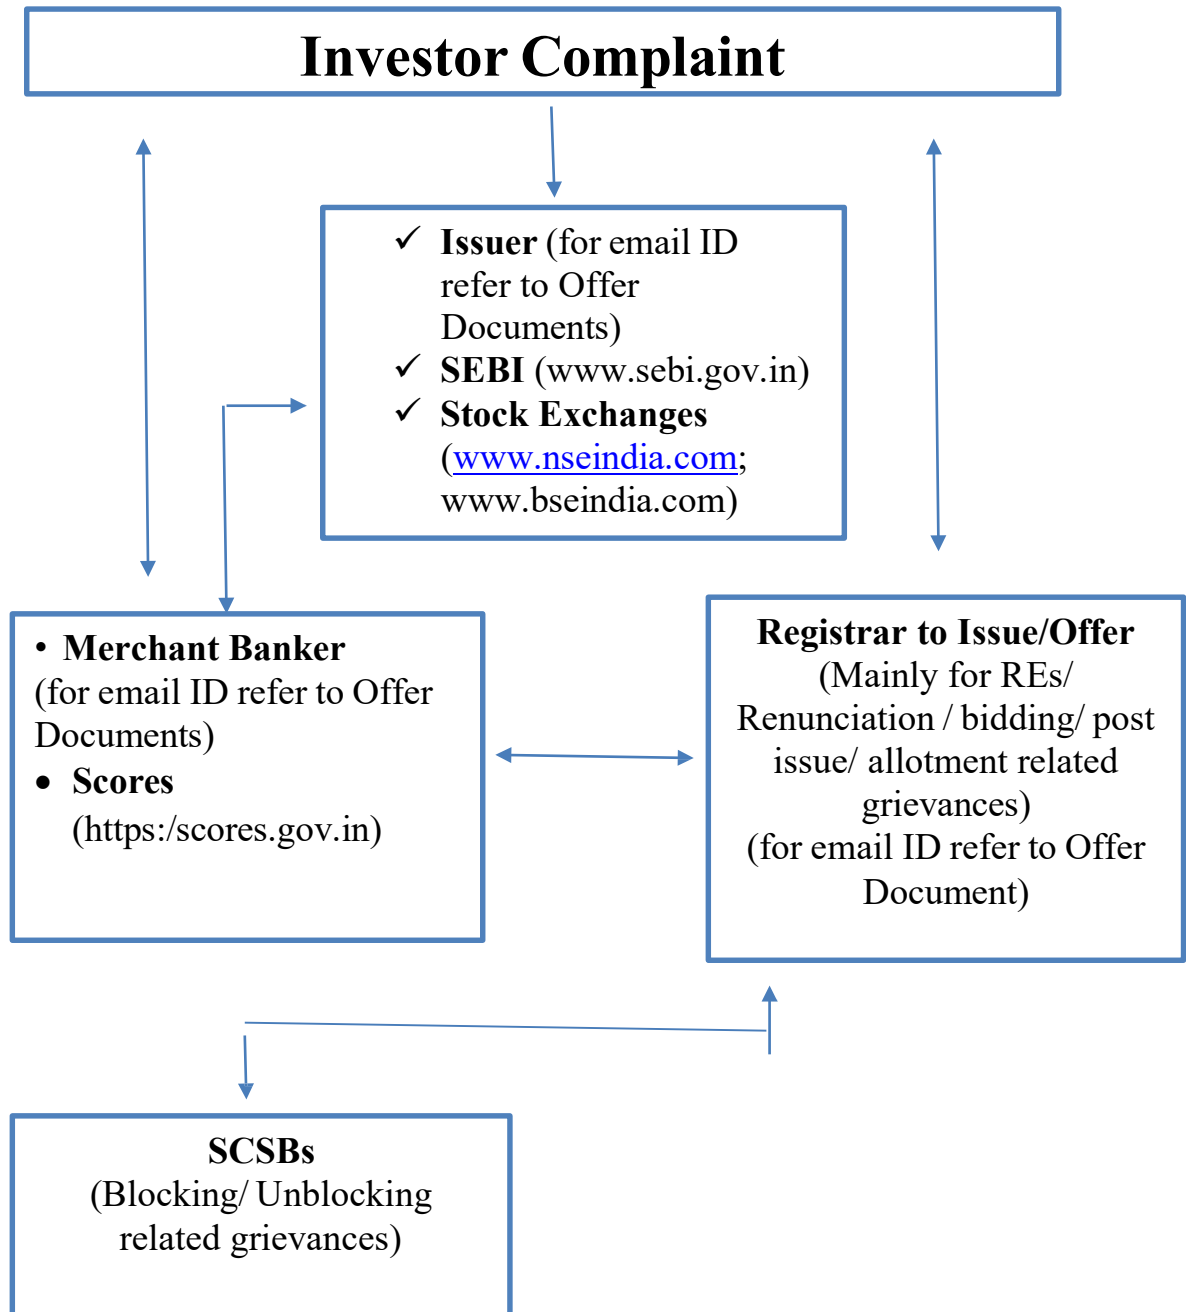 Investor Complaint
✓ Issuer (for email ID
refer to Offer
Documents)
✓ SEBI (www.sebi.gov.in)
✓ Stock Exchanges
(www.nseindia.com;
www.bseindia.com)
• Merchant Banker
(for email ID refer to Offer
Documents)
• Scores
(https:/scores.gov.in)
Registrar to Issue/Offer
(Mainly for REs/
Renunciation / bidding/ post
issue/ allotment related
grievances)
(for email ID refer to Offer
Document)
SCSBs
(Blocking/ Unblocking
related grievances)